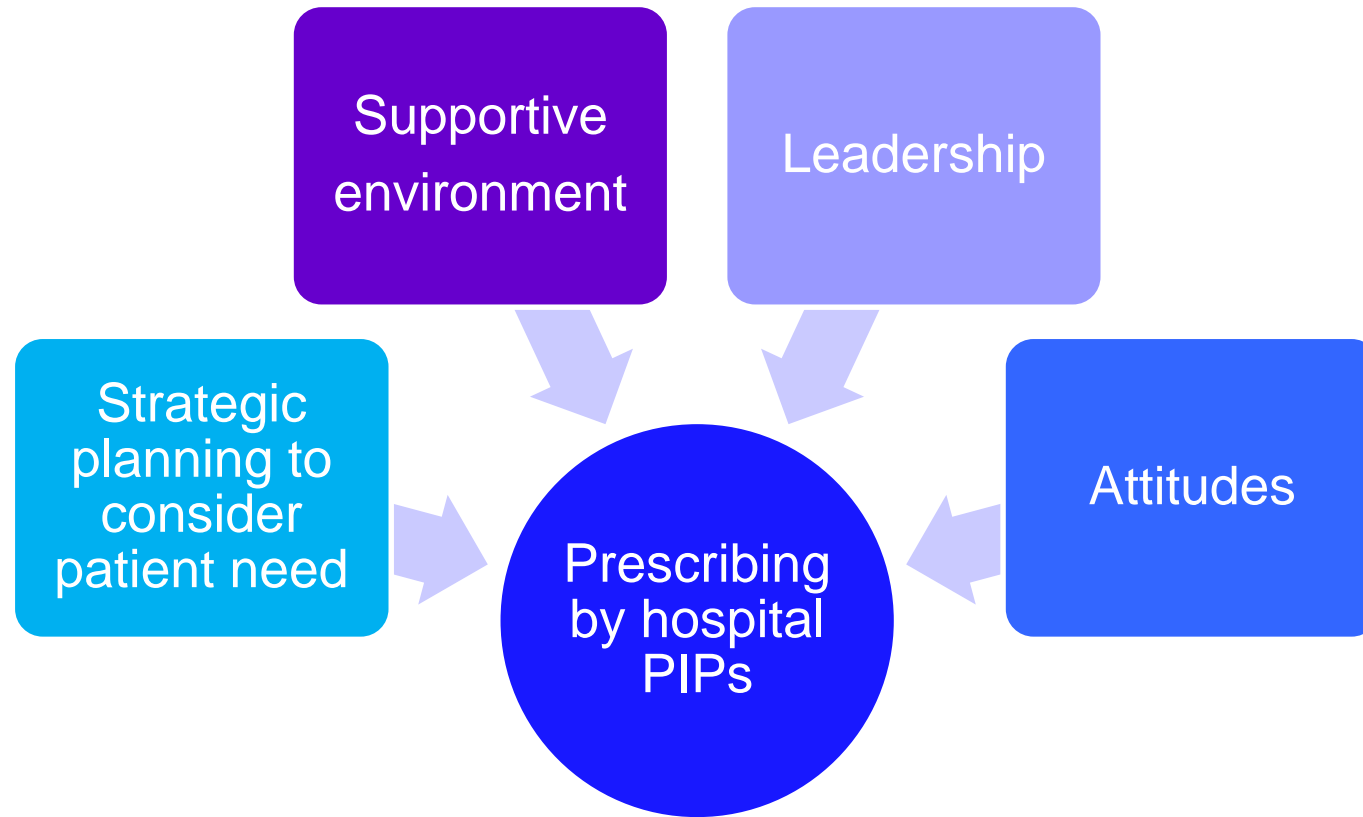 Supportive
environment
Leadership
Strategic
planning to
consider
patient need
Attitudes
Prescribing
by hospital
PIPs